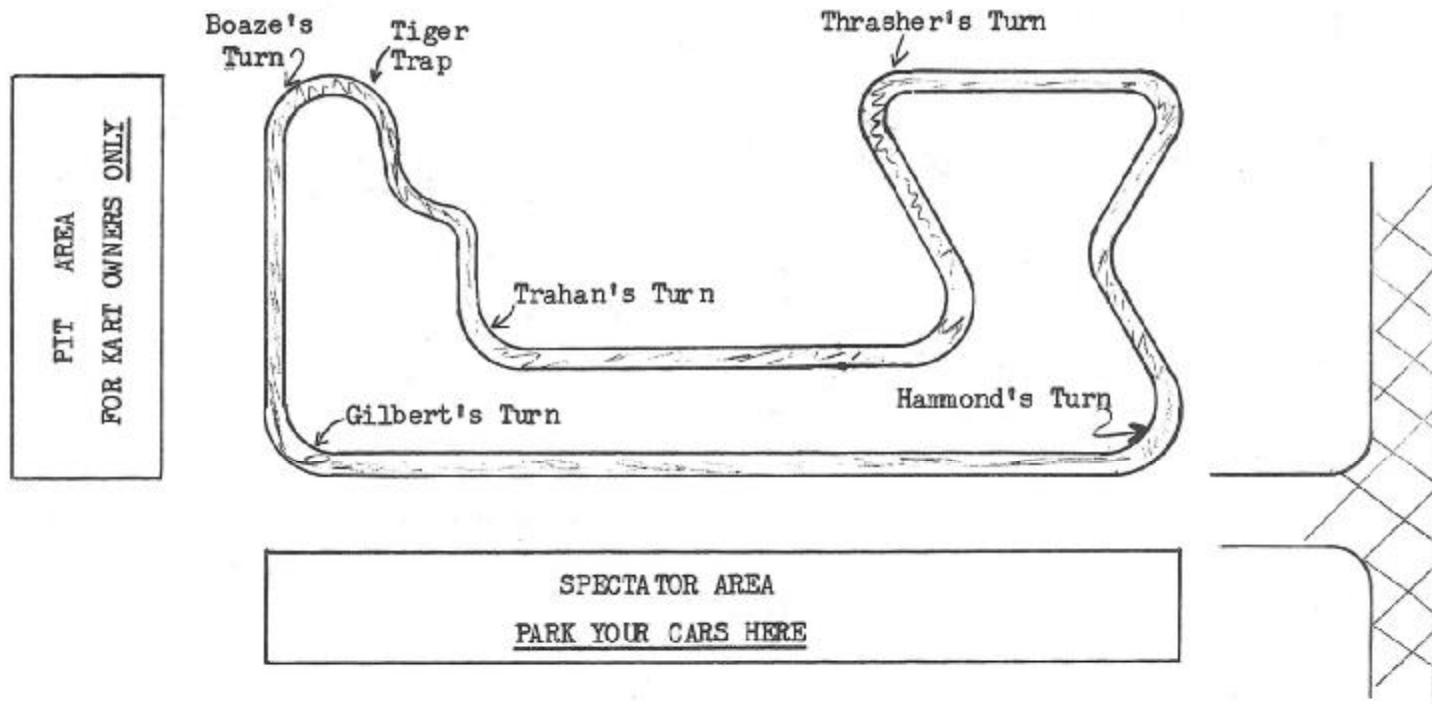 Boaze's
Turn
Tiger
Trap
Thrasher's Turn
PIT AREA
FOR KART OWNERS ONLY
Trahan's Turn
Gilbert's Turn
Hammond's Turn
SPECTATOR AREA
PARK YOUR CARS HERE